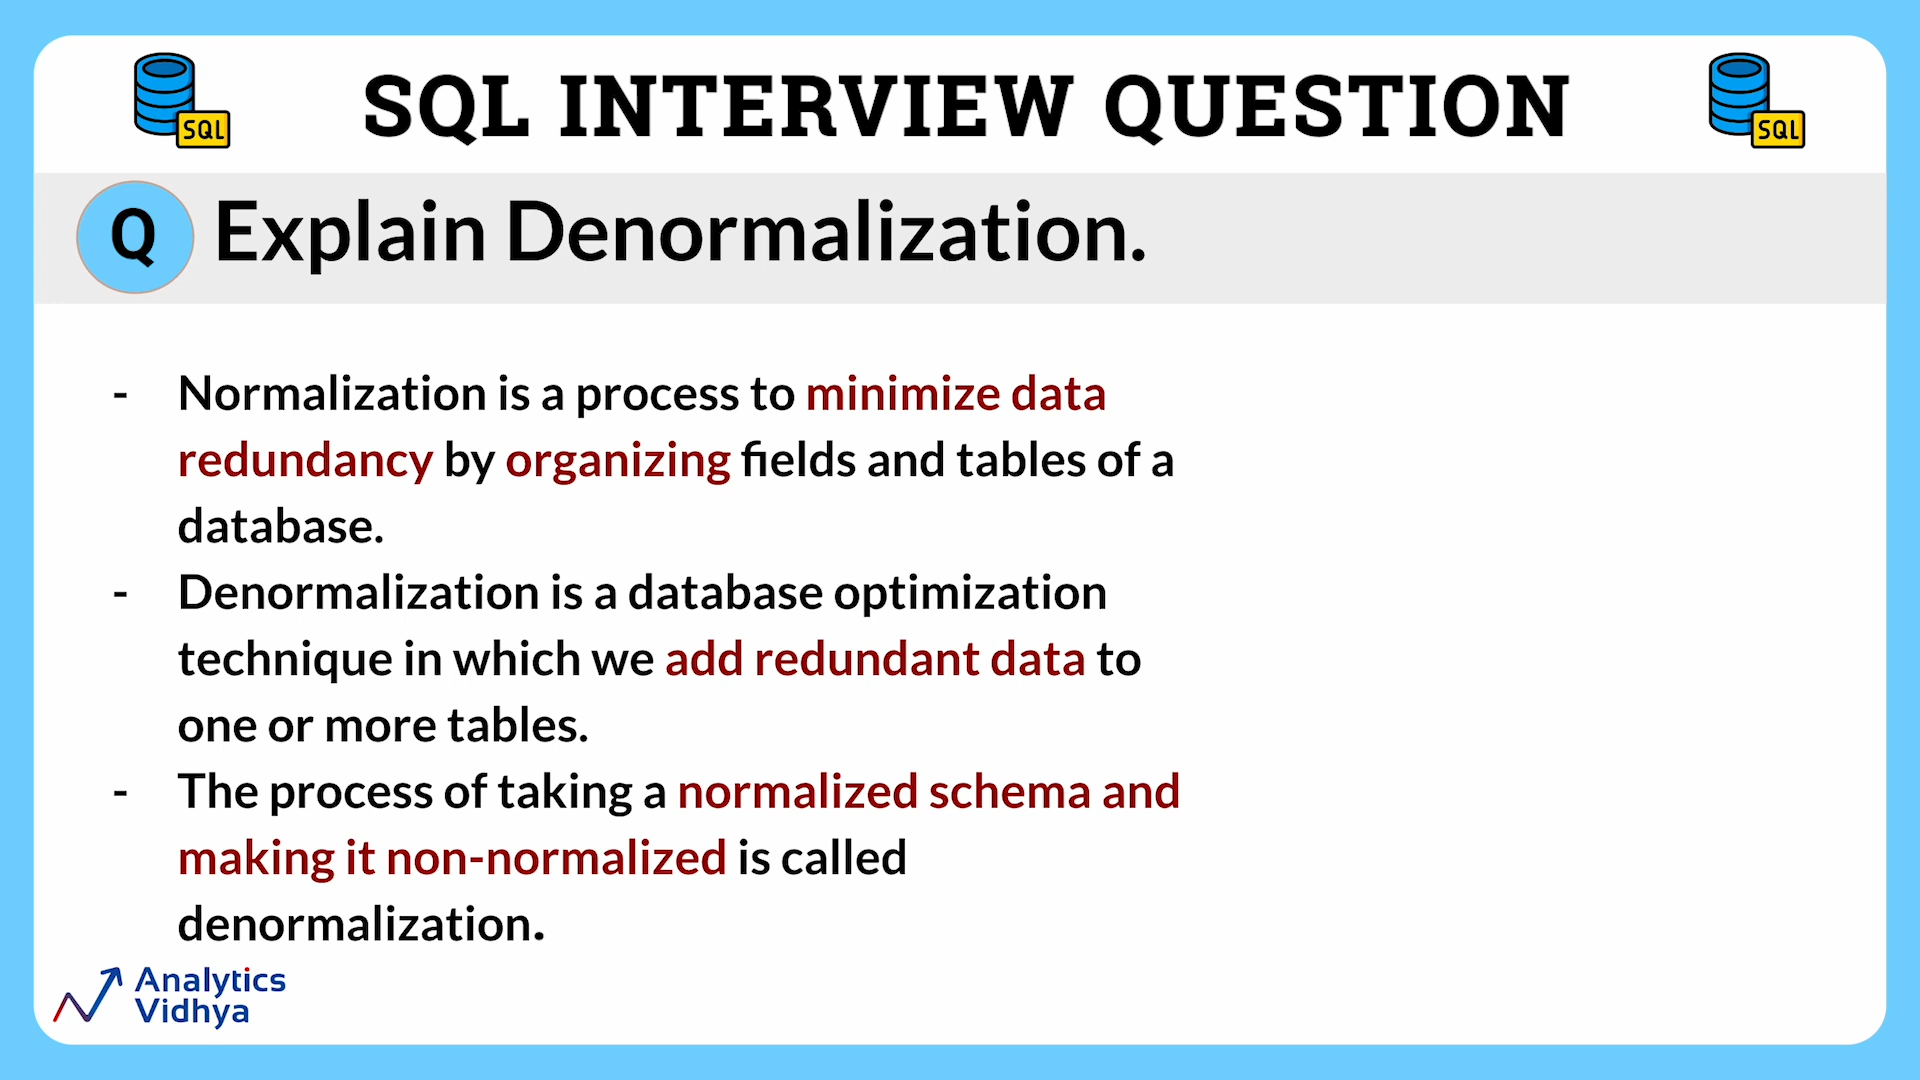 SQL
SQL INTERVIEW QUESTION
SQL
Q
Explain Denormalization.
- Normalization is a process to minimize data
redundancy by organizing fields and tables of a
database.
- Denormalization is a database optimization
technique in which we add redundant data to
one or more tables.
- The process of taking a normalized schema and
making it non-normalized is called
denormalization.
Analytics
Vidhya